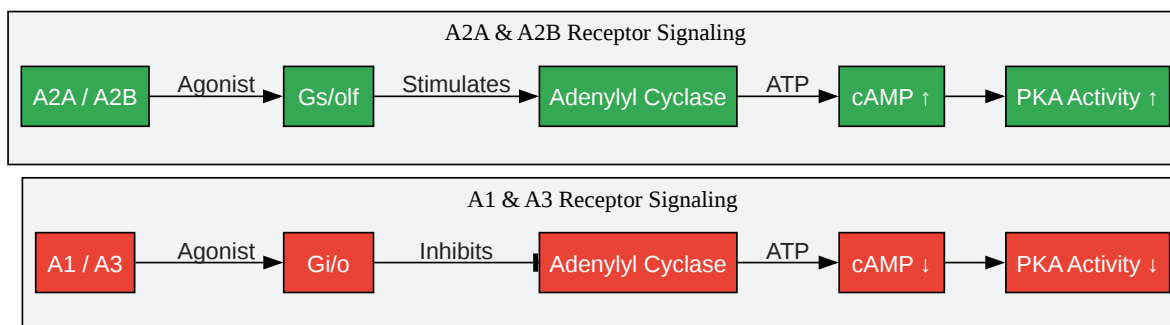 A2A & A2B Receptor Signaling
A2A / A2B Agonist Gs/olf Stimulates Adenylyl Cyclase ATP cAMP ↑ PKA Activity ↑
A1 & A3 Receptor Signaling
A1 / A3 Agonist Gi/o Inhibits Adenylyl Cyclase ATP cAMP ↓ PKA Activity ↓